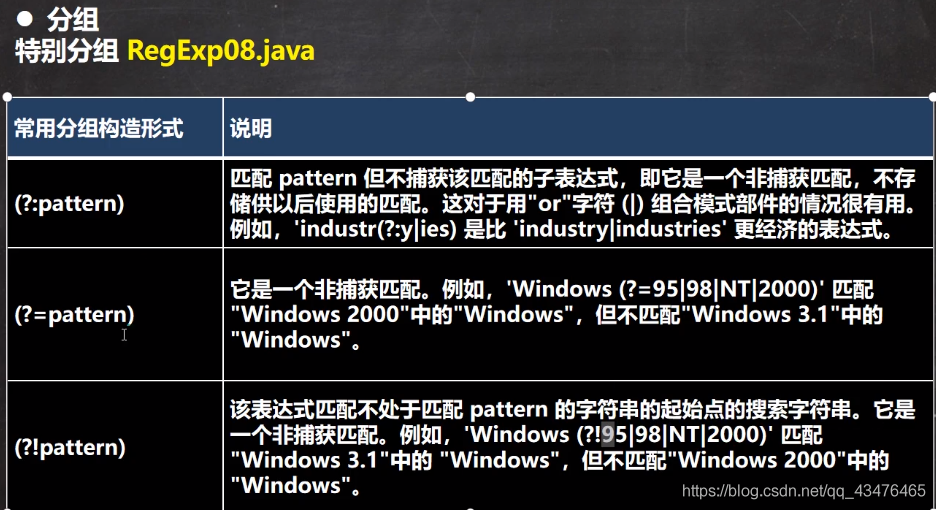 ● 分组
特别分组 RegExp08.java
常用分组构造形式
说明
(?:pattern)
匹配 pattern 但不捕获该匹配的子表达式，即它是一个非捕获匹配，不存
储供以后使用的匹配。这对于用"or"字符 (|) 组合模式部件的情况很有用。
例如，'industr(?:y|ies) 是比 'industry|industries' 更经济的表达式。
(?=pattern)
它是一个非捕获匹配。例如，'Windows (?=95|98|NT|2000)' 匹配
"Windows 2000"中的"Windows"，但不匹配"Windows 3.1"中的
"Windows"。
(?!pattern)
该表达式匹配不处于匹配 pattern 的字符串的起始点的搜索字符串。它是
一个非捕获匹配。例如，'Windows (?!95|98|NT|2000)' 匹配
"Windows 3.1"中的 "Windows"，但不匹配"Windows 2000"中的
"Windows"。
https://blog.csdn.net/qq_43476465